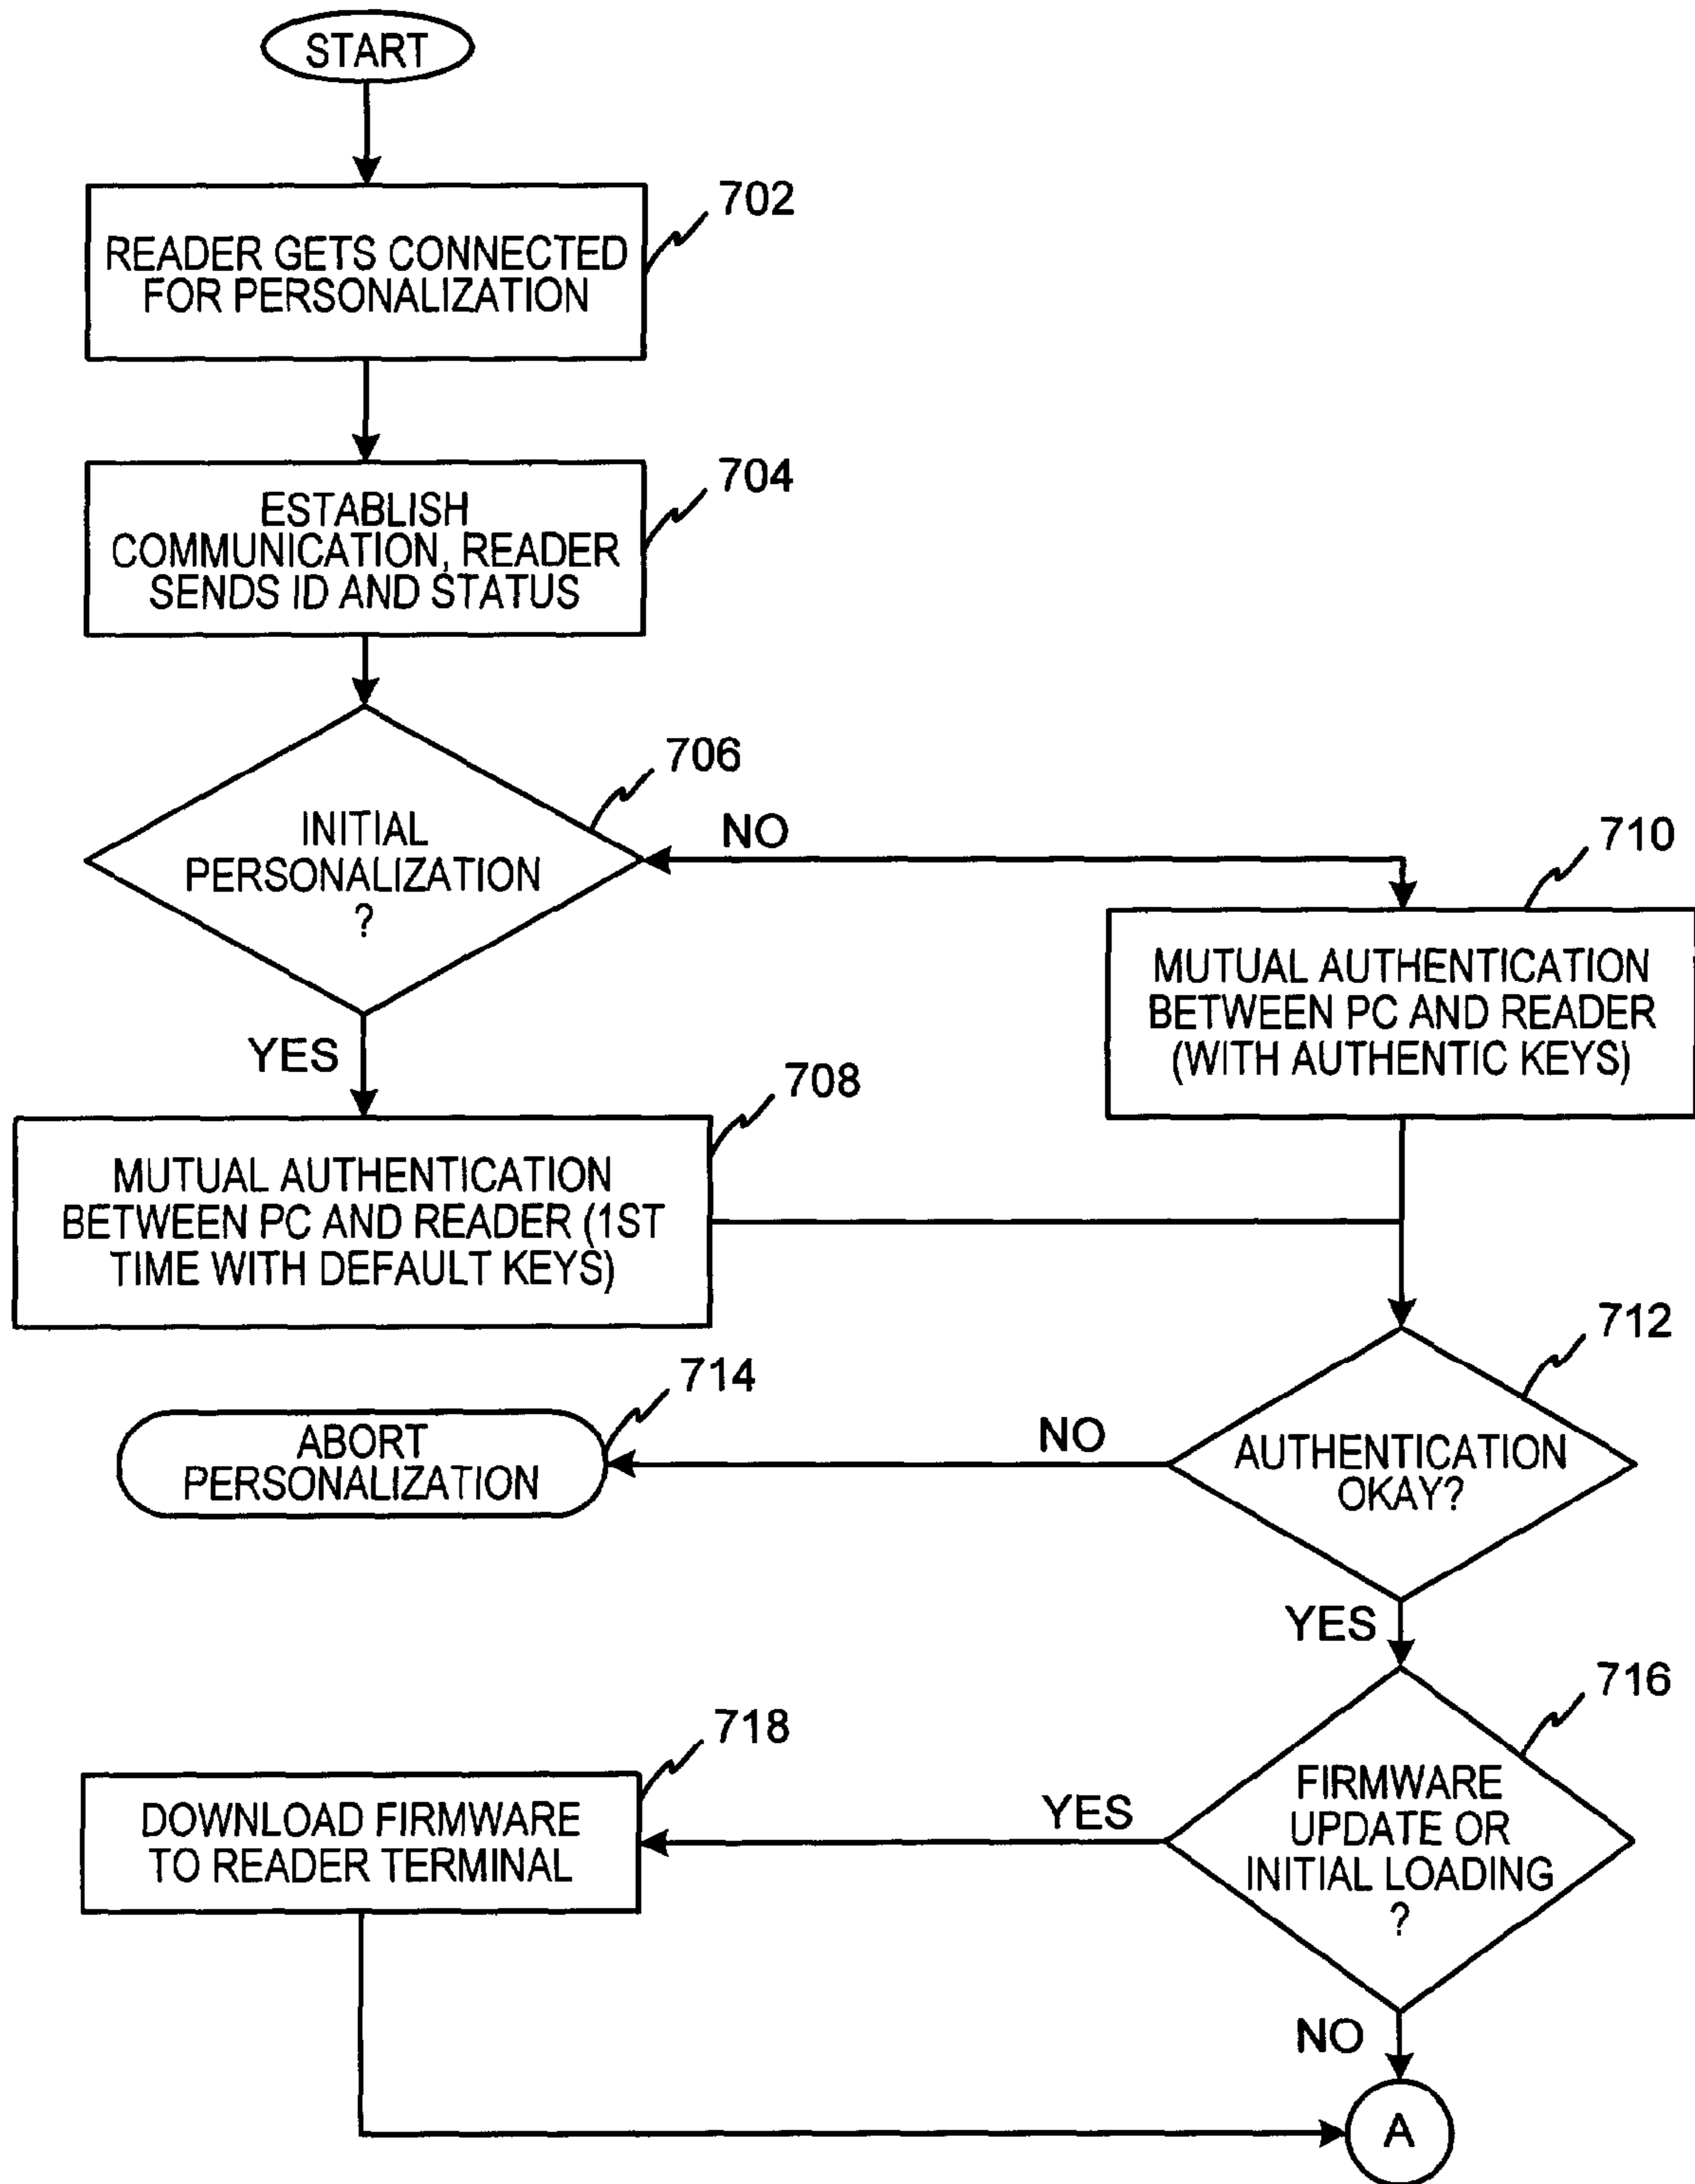 START
702
READER GETS CONNECTED
FOR PERSONALIZATION
704
ESTABLISH
COMMUNICATION, READER
SENDS ID AND STATUS
706
INITIAL
PERSONALIZATION
?
NO
710
MUTUAL AUTHENTICATION
BETWEEN PC AND READER
(WITH AUTHENTIC KEYS)
YES
708
MUTUAL AUTHENTICATION
BETWEEN PC AND READER (1ST
TIME WITH DEFAULT KEYS)
712
AUTHENTICATION
OKAY?
NO
714
ABORT
PERSONALIZATION
YES
716
FIRMWARE
UPDATE OR
INITIAL LOADING
?
YES
718
DOWNLOAD FIRMWARE
TO READER TERMINAL
NO
A